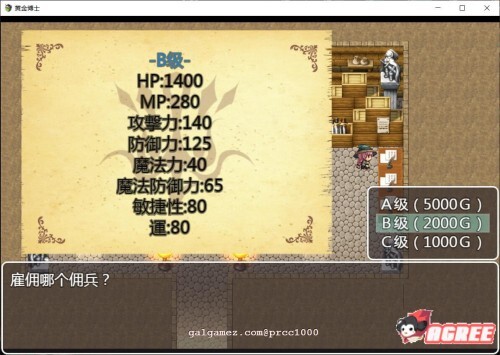 黄金博士
-B级-
HP:1400
MP:280
攻擊力:140
防御力:125
魔法力:40
魔法防御力:65
敏捷性:80
運:80
A级（5000G）
B级（2000G）
C级（1000G）
雇佣哪个佣兵？
galgamez.com@prcc1000
AGREE